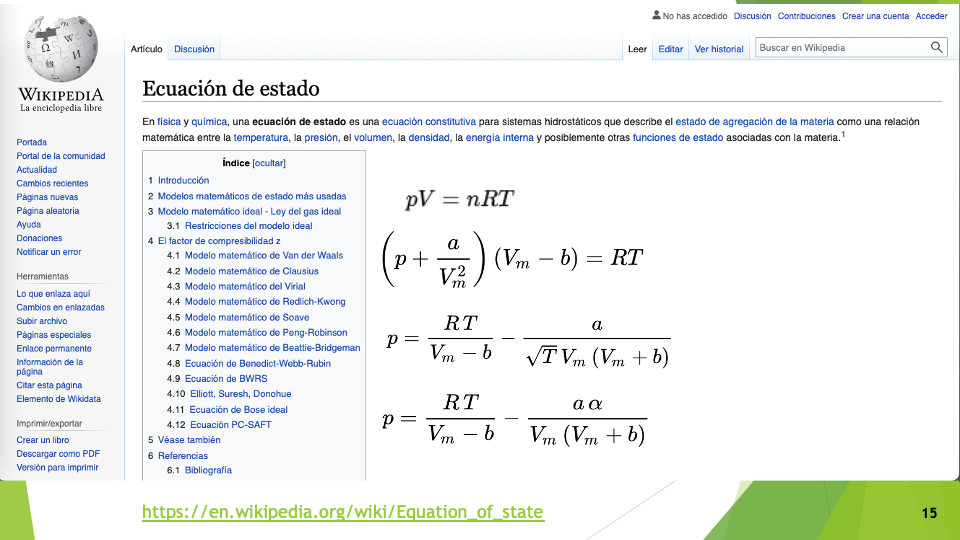 No has accedido Discusión Contribuciones Crear una cuenta Acceder
Artículo Discusión Leer Editar Ver historial Buscar en Wikipedia
WIKIPEDIA
La enciclopedia libre
Portada
Portal de la comunidad
Actualidad
Cambios recientes
Páginas nuevas
Página aleatoria
Ayuda
Donaciones
Notificar un error
Herramientas
Lo que enlaza aquí
Cambios en enlazadas
Subir archivo
Páginas especiales
Enlace permanente
Información de la
página
Citar esta página
Elemento de Wikidata
Imprimir/exportar
Crear un libro
Descargar como PDF
Versión para imprimir
Ecuación de estado
En física y química, una ecuación de estado es una ecuación constitutiva para sistemas hidrostáticos que describe el estado de agregación de la materia como una relación
matemática entre la temperatura, la presión, el volumen, la densidad, la energía interna y posiblemente otras funciones de estado asociadas con la materia.¹
Índice [ocultar]
1 Introducción
2 Modelos matemáticos de estado más usadas
3 Modelo matemático ideal - Ley del gas ideal
3.1 Restricciones del modelo ideal
4 El factor de compresibilidad z
4.1 Modelo matemático de Van der Waals
4.2 Modelo matemático de Clausius
4.3 Modelo matemático del Virial
4.4 Modelo matemático de Redlich-Kwong
4.5 Modelo matemático de Soave
4.6 Modelo matemático de Peng-Robinson
4.7 Modelo matemático de Beattie-Bridgeman
4.8 Ecuación de Benedict-Webb-Rubin
4.9 Ecuación de BWRS
4.10 Elliott, Suresh, Donohue
4.11 Ecuación de Bose ideal
4.12 Ecuación PC-SAFT
5 Véase también
6 Referencias
6.1 Bibliografía
pV = nRT
(p + a/V_m^2) (V_m − b) = RT
p = R T/(V_m − b) − a/(√T V_m (V_m + b))
p = R T/(V_m − b) − a α/(V_m (V_m + b))
https://en.wikipedia.org/wiki/Equation_of_state
15